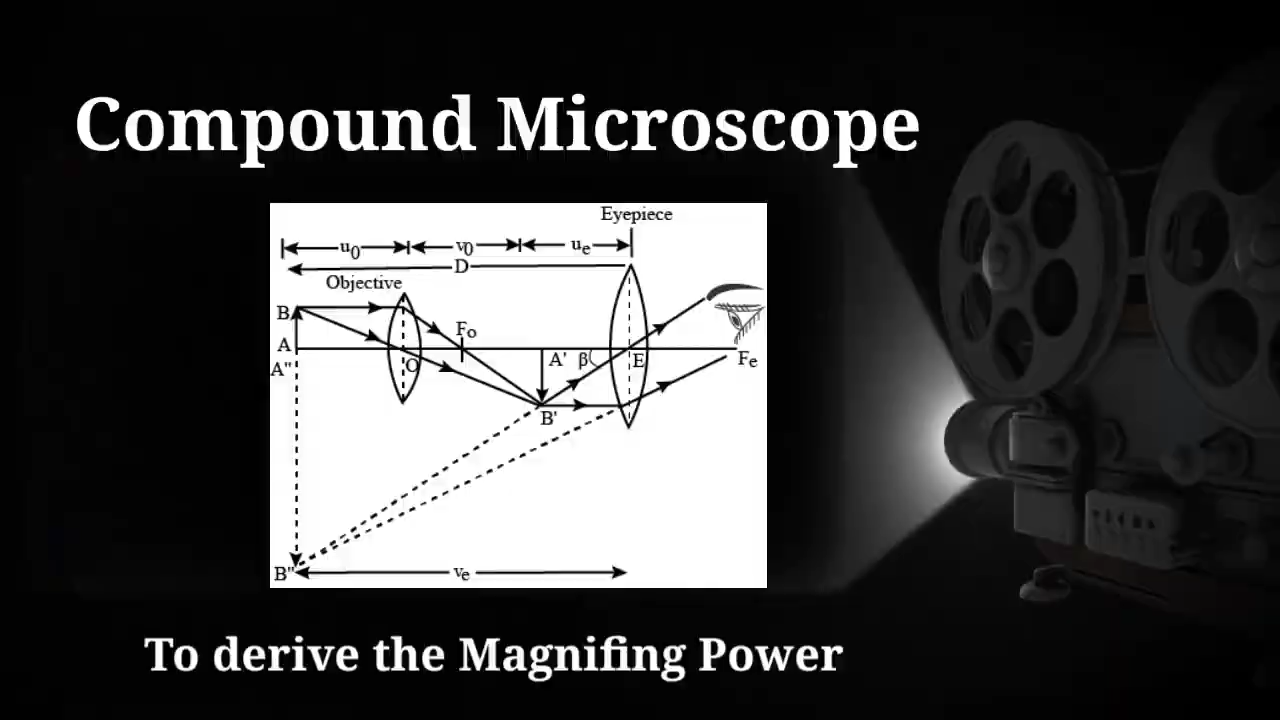 Compound Microscope
Eyepiece
u0 v0 ue
D
Objective
B
Fo
A
A' β E Fe
A" O
B'
B" ve
To derive the Magnifing Power